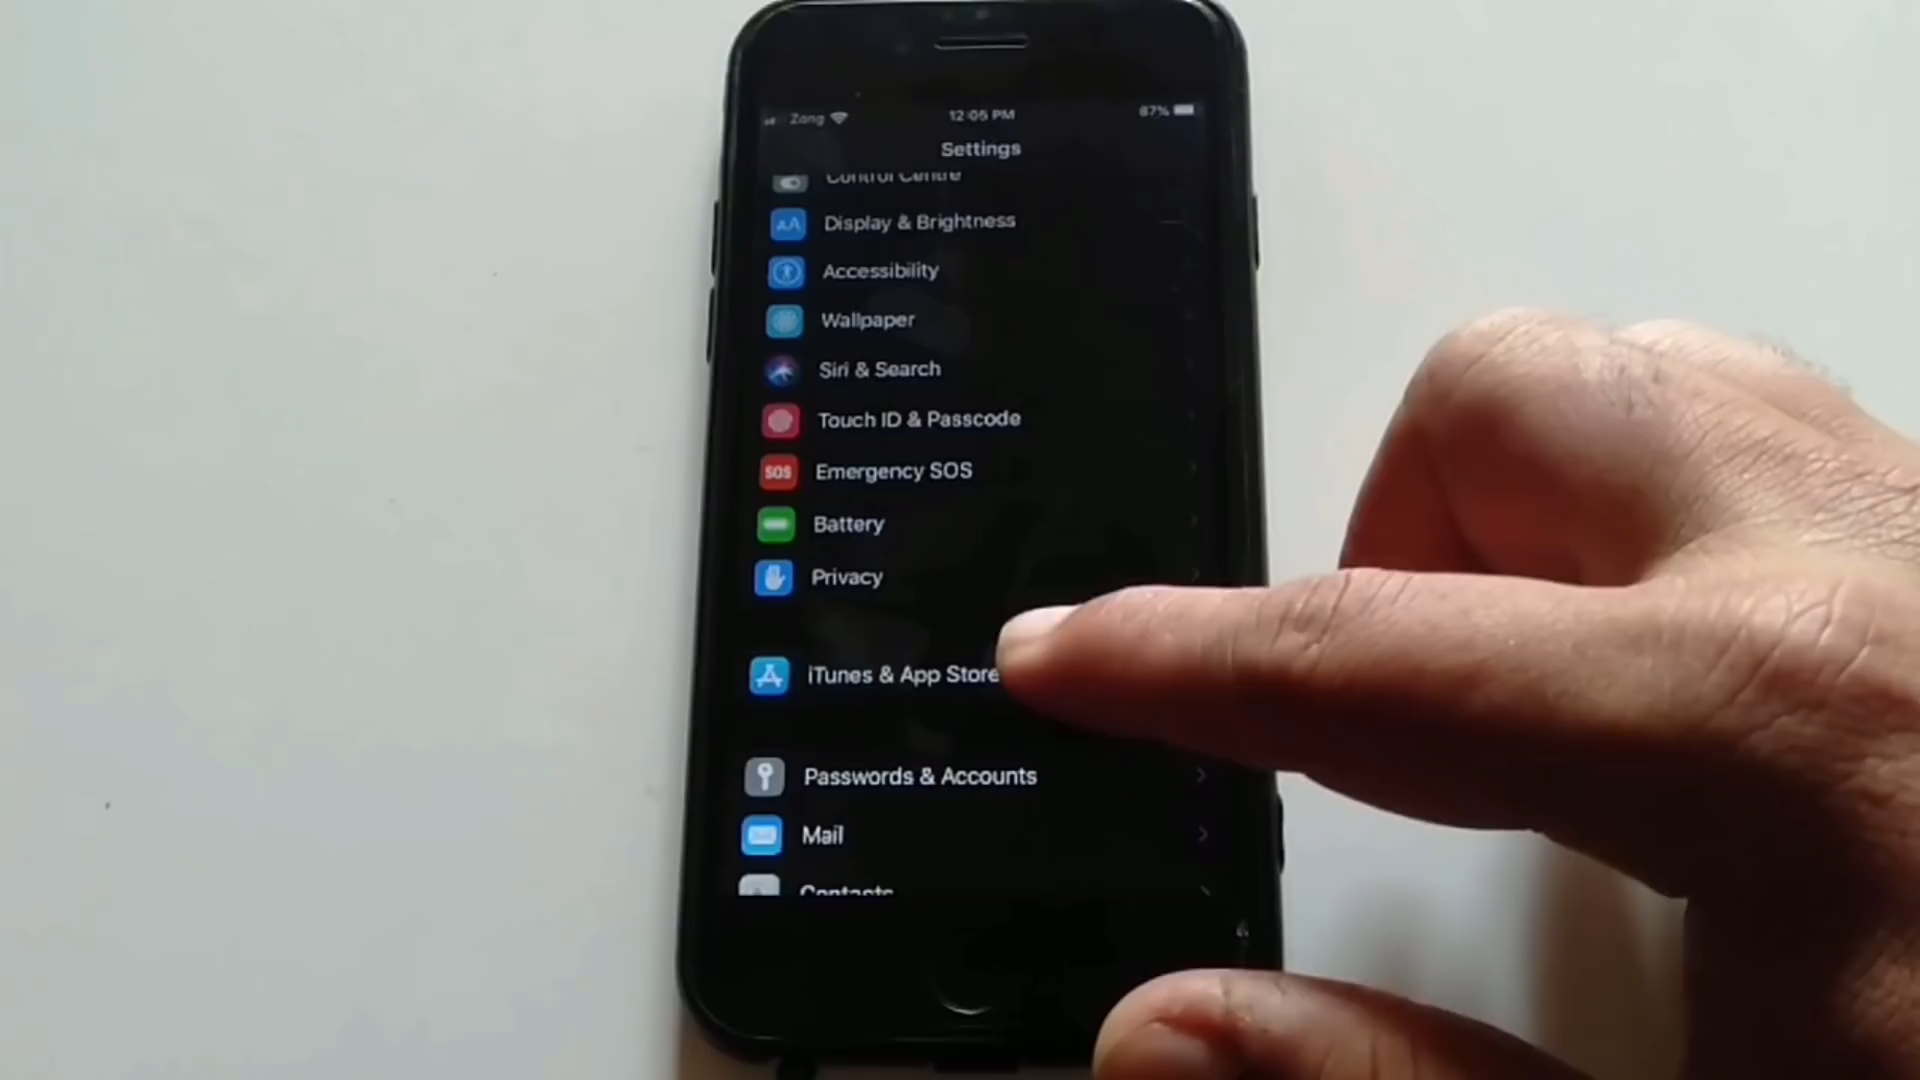 Zong
12:05 PM
87%
Settings
Control Centre
AA
Display & Brightness
Accessibility
Wallpaper
Siri & Search
Touch ID & Passcode
SOS
Emergency SOS
Battery
Privacy
iTunes & App Store
Passwords & Accounts
Mail
Contacts